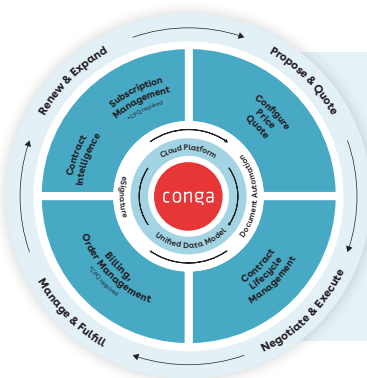 Renew & Expand
Propose & Quote
Subscription
Management
*CPQ required
Contract
Intelligence
Configure
Price
Quote
Cloud Platform
eSignature
conga
Document Automation
Unified Data Model
Billing,
Order Management
*CPQ required
Contract
Lifecycle
Management
Manage & Fulfill
Negotiate & Execute